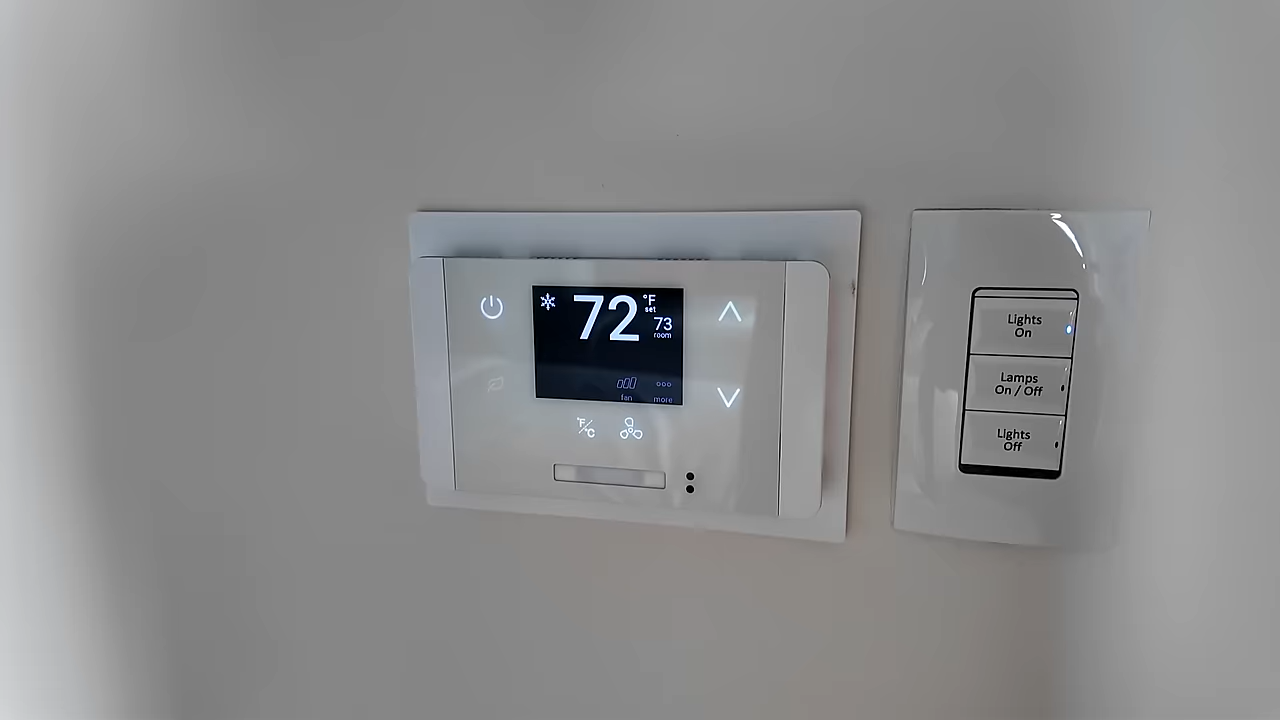 72 °F
set
73
room
fan more
°F/°C
Lights
On
Lamps
On / Off
Lights
Off